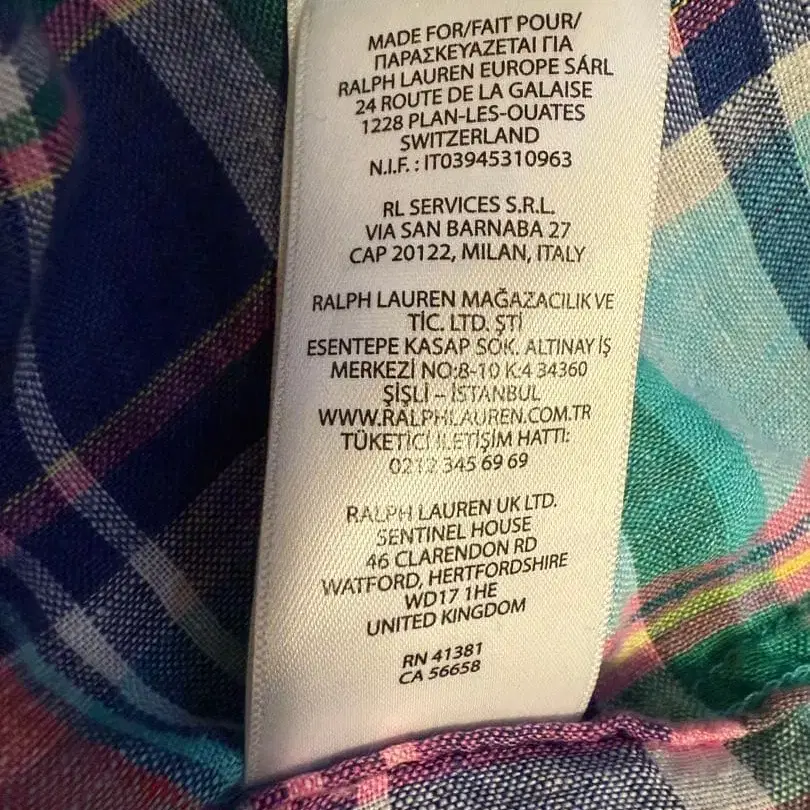 MADE FOR/FAIT POUR/
ΠΑΡΑΣΚΕΥΑΖΕΤΑΙ ΓΙΑ
RALPH LAUREN EUROPE SÁRL
24 ROUTE DE LA GALAISE
1228 PLAN-LES-OUATES
SWITZERLAND
N.I.F. : IT03945310963
RL SERVICES S.R.L.
VIA SAN BARNABA 27
CAP 20122, MILAN, ITALY
RALPH LAUREN MAĞAZACILIK VE
TİC. LTD. ŞTİ
ESENTEPE KASAP SOK. ALTINAY İŞ
MERKEZİ NO:8-10 K:4 34360
ŞİŞLİ – İSTANBUL
WWW.RALPHLAUREN.COM.TR
TÜKETİCİ İLETİŞİM HATTI:
0212 345 69 69
RALPH LAUREN UK LTD.
SENTINEL HOUSE
46 CLARENDON RD
WATFORD, HERTFORDSHIRE
WD17 1HE
UNITED KINGDOM
RN 41381
CA 56658